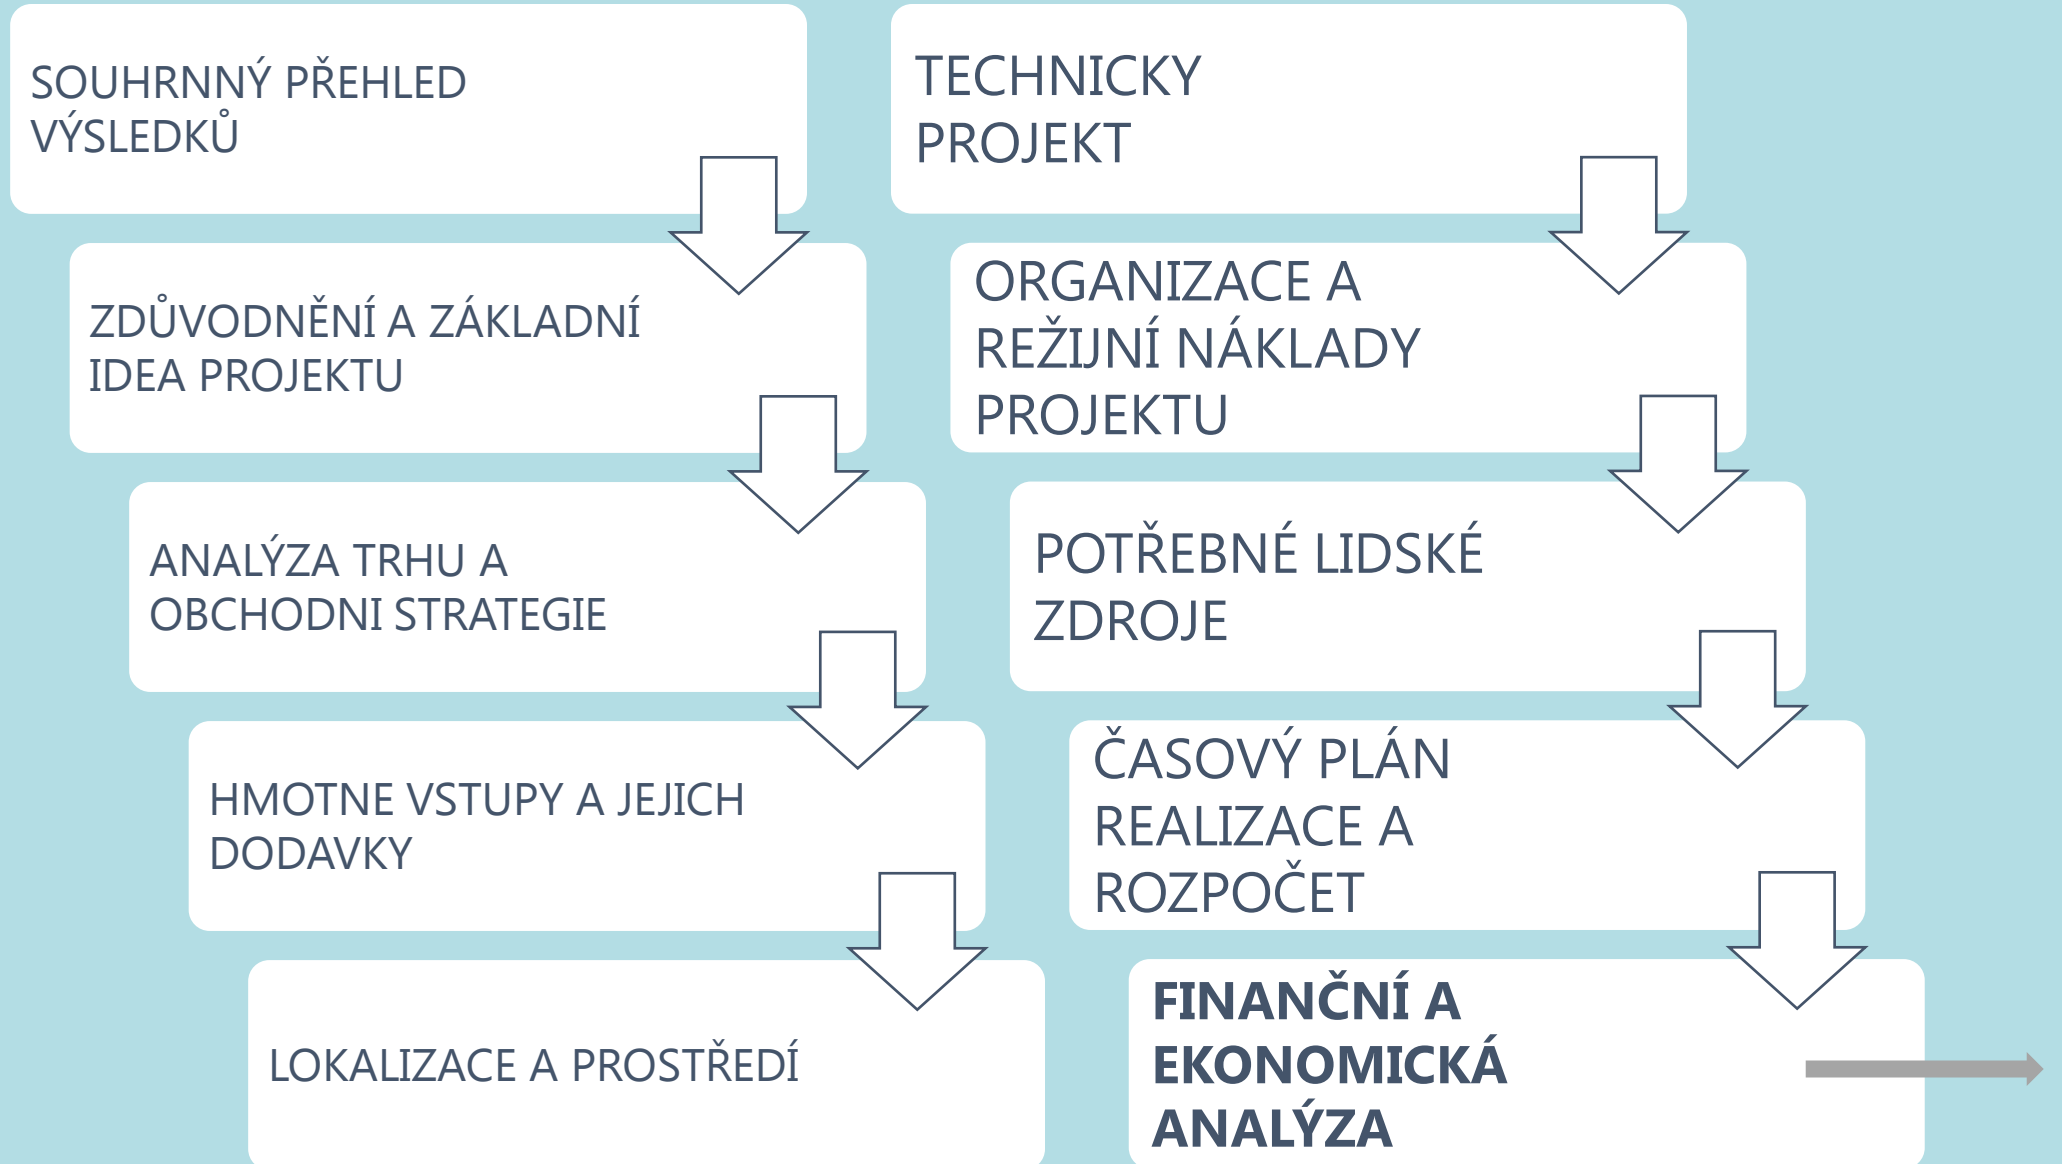 SOUHRNNÝ PŘEHLED
VÝSLEDKŮ
ZDŮVODNĚNÍ A ZÁKLADNÍ
IDEA PROJEKTU
ANALÝZA TRHU A
OBCHODNI STRATEGIE
HMOTNE VSTUPY A JEJICH
DODAVKY
LOKALIZACE A PROSTŘEDÍ
TECHNICKY
PROJEKT
ORGANIZACE A
REŽIJNÍ NÁKLADY
PROJEKTU
POTŘEBNÉ LIDSKÉ
ZDROJE
ČASOVÝ PLÁN
REALIZACE A
ROZPOČET
FINANČNÍ A
EKONOMICKÁ
ANALÝZA